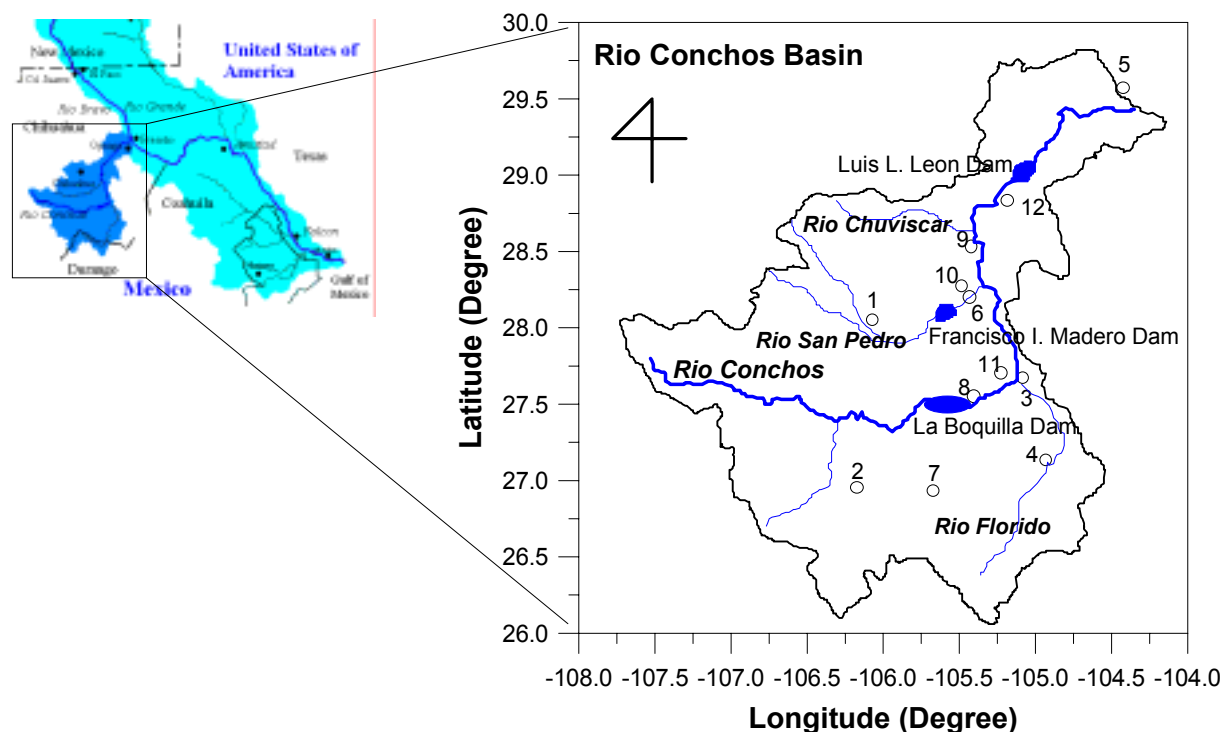 United States of
America
New Mexico
El Paso
Rio Bravo
Rio Grande
Chihuahua
Texas
Coahuila
Durango
Mexico
Gulf of
Mexico
Rio Conchos Basin
5
Luis L. Leon Dam
12
Rio Chuviscar
9
10
6
1
Rio San Pedro
Francisco I. Madero Dam
Rio Conchos
11
8
3
La Boquilla Dam
4
2
7
Rio Florido
30.0
29.5
29.0
28.5
28.0
27.5
27.0
26.5
26.0
Latitude (Degree)
-108.0 -107.5 -107.0 -106.5 -106.0 -105.5 -105.0 -104.5 -104.0
Longitude (Degree)